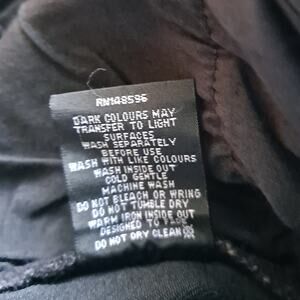 RN148596
DARK COLOURS MAY
TRANSFER TO LIGHT
SURFACES
WASH SEPARATELY
BEFORE USE
WASH WITH LIKE COLOURS
WASH INSIDE OUT
COLD GENTLE
MACHINE WASH
DO NOT BLEACH OR WRING
DO NOT TUMBLE DRY
WARM IRON INSIDE OUT
DESIGNED TO FADE
DO NOT DRY CLEAN